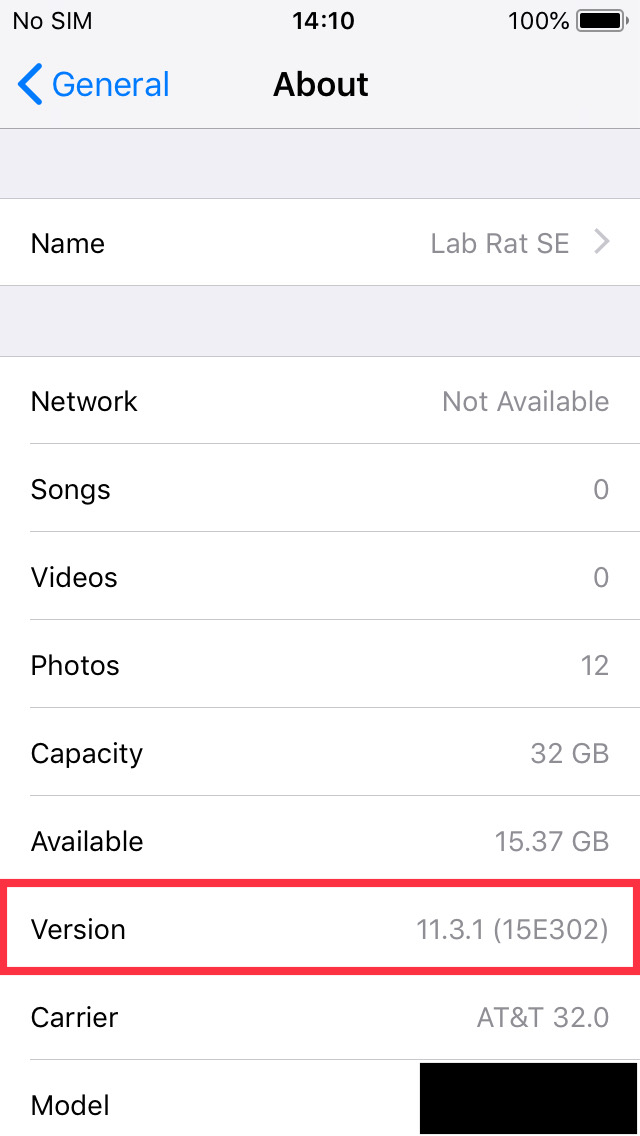 No SIM 14:10 100%
General About
Name Lab Rat SE
Network Not Available
Songs 0
Videos 0
Photos 12
Capacity 32 GB
Available 15.37 GB
Version 11.3.1 (15E302)
Carrier AT&T 32.0
Model